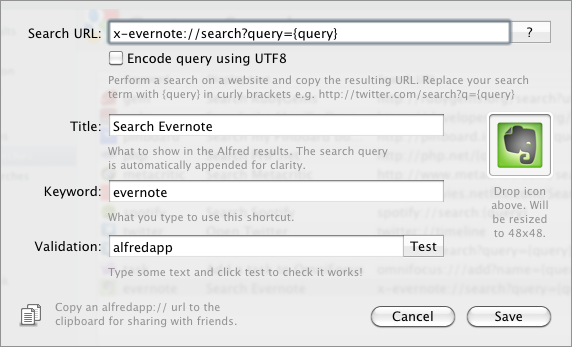 Search URL: x-evernote://search?query={query} ?
Encode query using UTF8
Perform a search on a website and copy the resulting URL. Replace your search
term with {query} in curly brackets e.g. http://twitter.com/search?q={query}
Title: Search Evernote
What to show in the Alfred results. The search query
is automatically appended for clarity.
Keyword: evernote
What you type to use this shortcut.
Drop icon
above. Will
be resized
to 48x48.
Validation: alfredapp Test
Type some text and click test to check it works!
Copy an alfredapp:// url to the
clipboard for sharing with friends.
Cancel Save